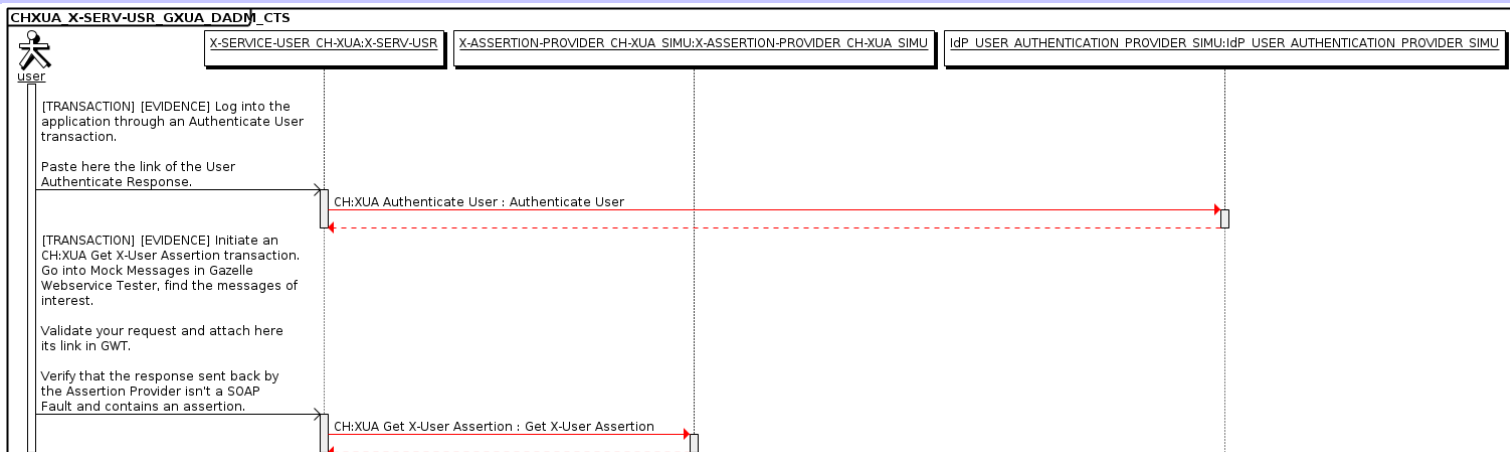 CHXUA_X-SERV-USR_GXUA_DADM_CTS
user
X-SERVICE-USER_CH-XUA:X-SERV-USR
X-ASSERTION-PROVIDER_CH-XUA_SIMU:X-ASSERTION-PROVIDER_CH-XUA_SIMU
IdP_USER_AUTHENTICATION_PROVIDER_SIMU:IdP_USER_AUTHENTICATION_PROVIDER_SIMU
[TRANSACTION] [EVIDENCE] Log into the
application through an Authenticate User
transaction.
Paste here the link of the User
Authenticate Response.
CH:XUA Authenticate User : Authenticate User
[TRANSACTION] [EVIDENCE] Initiate an
CH:XUA Get X-User Assertion transaction.
Go into Mock Messages in Gazelle
Webservice Tester, find the messages of
interest.
Validate your request and attach here
its link in GWT.
Verify that the response sent back by
the Assertion Provider isn't a SOAP
Fault and contains an assertion.
CH:XUA Get X-User Assertion : Get X-User Assertion